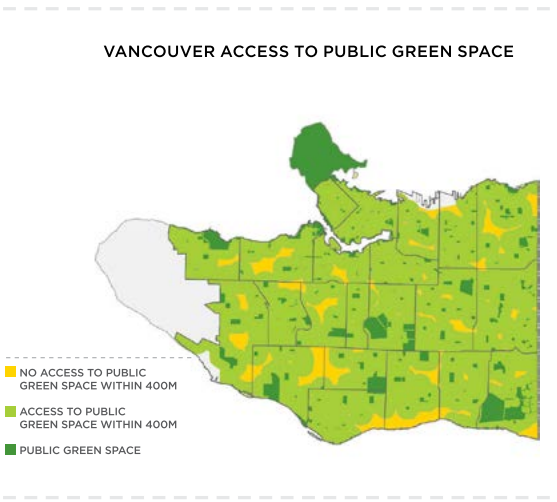 VANCOUVER ACCESS TO PUBLIC GREEN SPACE
NO ACCESS TO PUBLIC
GREEN SPACE WITHIN 400M
ACCESS TO PUBLIC
GREEN SPACE WITHIN 400M
PUBLIC GREEN SPACE